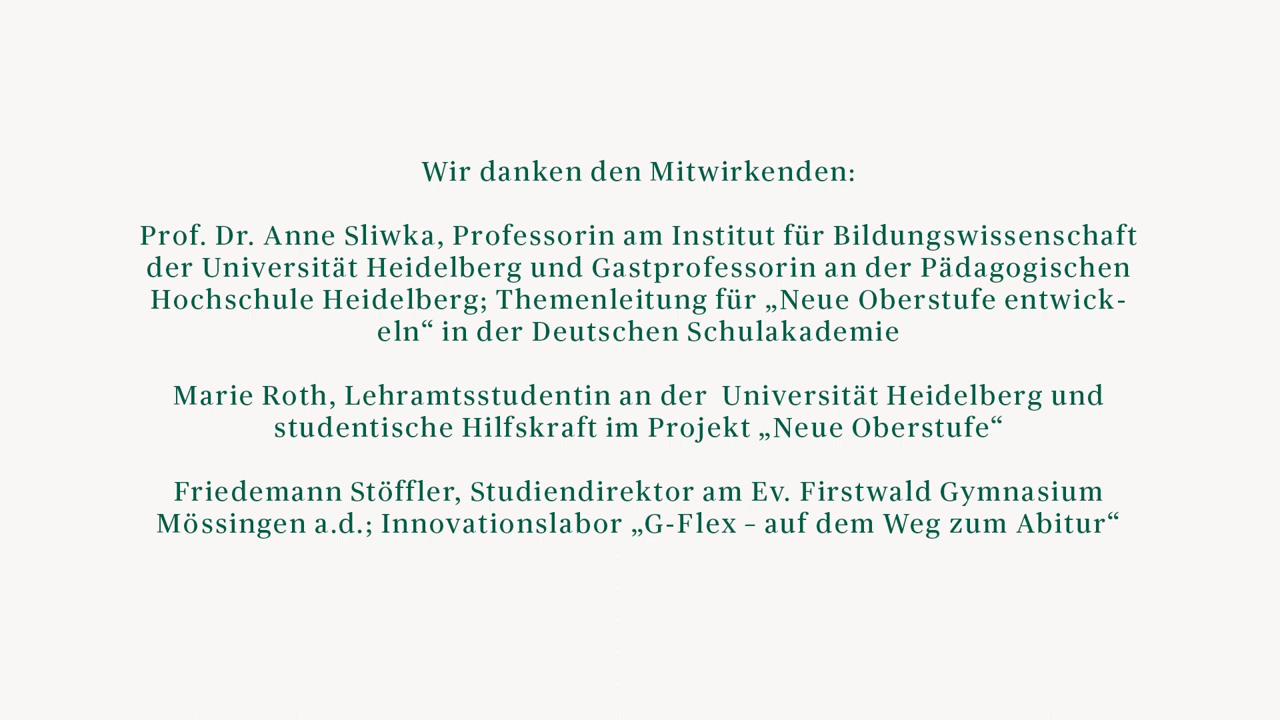 Wir danken den Mitwirkenden:
Prof. Dr. Anne Sliwka, Professorin am Institut für Bildungswissenschaft
der Universität Heidelberg und Gastprofessorin an der Pädagogischen
Hochschule Heidelberg; Themenleitung für „Neue Oberstufe entwick-
eln“ in der Deutschen Schulakademie
Marie Roth, Lehramtsstudentin an der  Universität Heidelberg und
studentische Hilfskraft im Projekt „Neue Oberstufe“
Friedemann Stöffler, Studiendirektor am Ev. Firstwald Gymnasium
Mössingen a.d.; Innovationslabor „G-Flex – auf dem Weg zum Abitur“